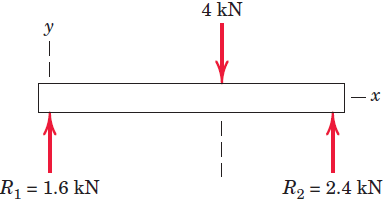 4 kN
y
x
R₁ = 1.6 kN
R₂ = 2.4 kN